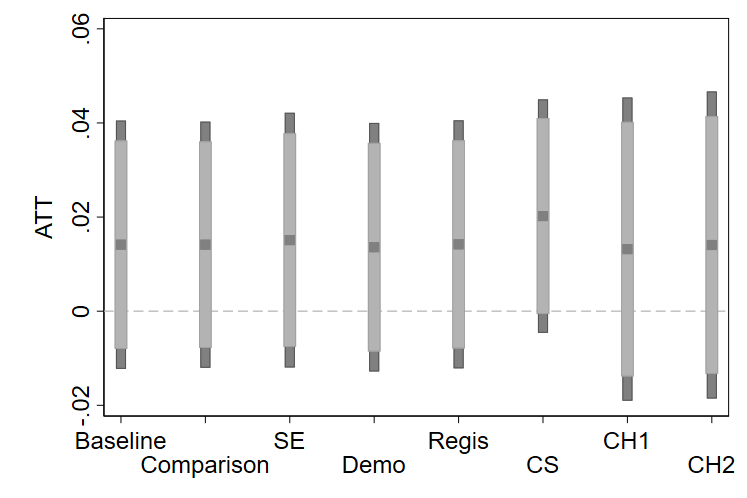 .06
.04
.02
0
-.02
ATT
Baseline SE Regis CH1
Comparison Demo CS CH2